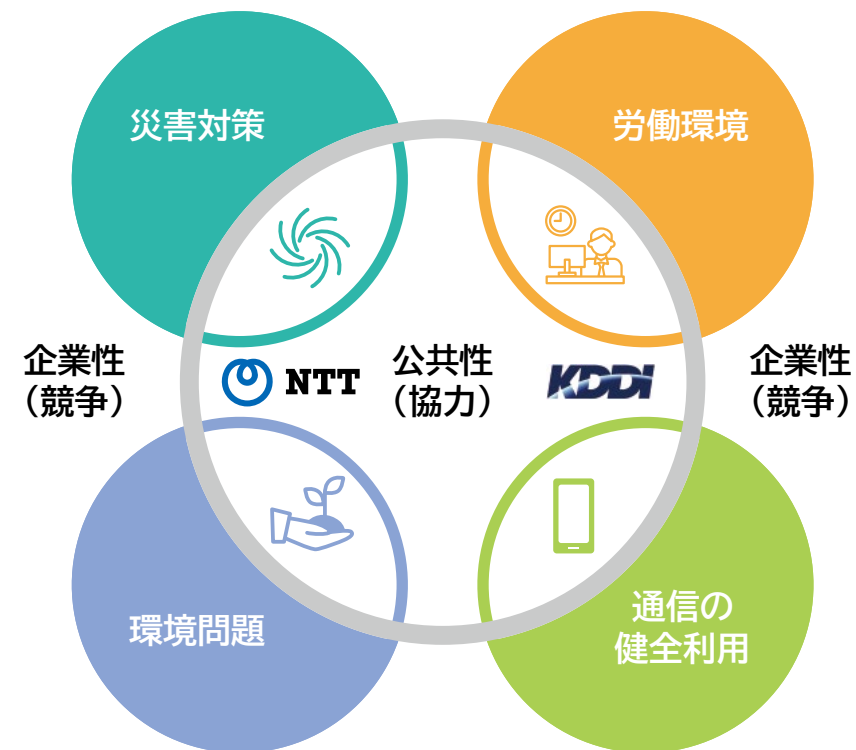 災害対策
労働環境
企業性
（競争）
NTT
公共性
（協力）
KDDI
企業性
（競争）
環境問題
通信の
健全利用